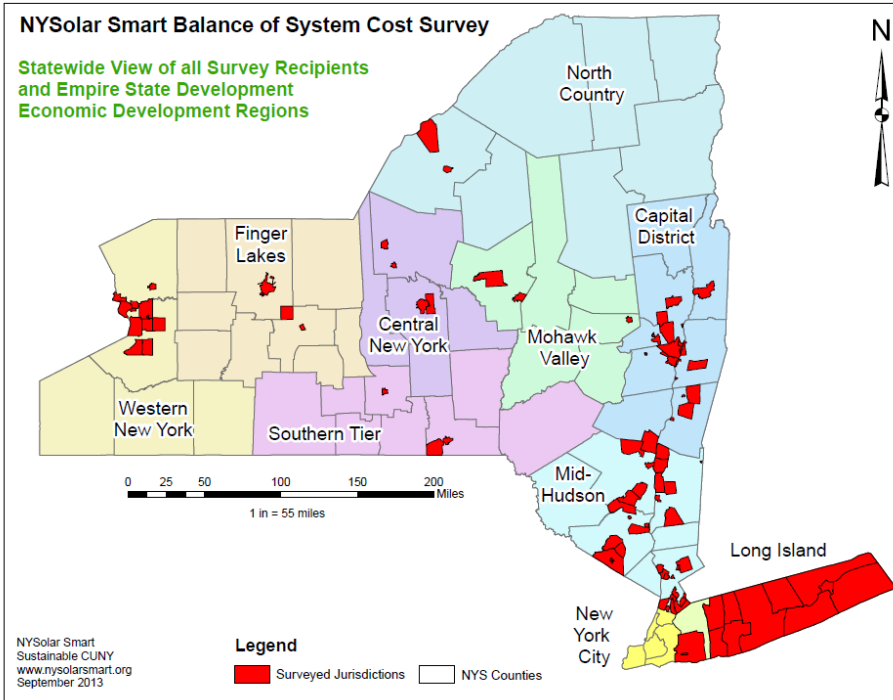 NYSolar Smart Balance of System Cost Survey
Statewide View of all Survey Recipients
and Empire State Development
Economic Development Regions
N
North
Country
Capital
District
Finger
Lakes
Central
New York
Mohawk
Valley
Western
New York
Southern Tier
Mid-
Hudson
0 25 50 100 150 200
Miles
1 in = 55 miles
Long Island
New
York
City
NYSolar Smart
Sustainable CUNY
www.nysolarsmart.org
September 2013
Legend
Surveyed Jurisdictions
NYS Counties